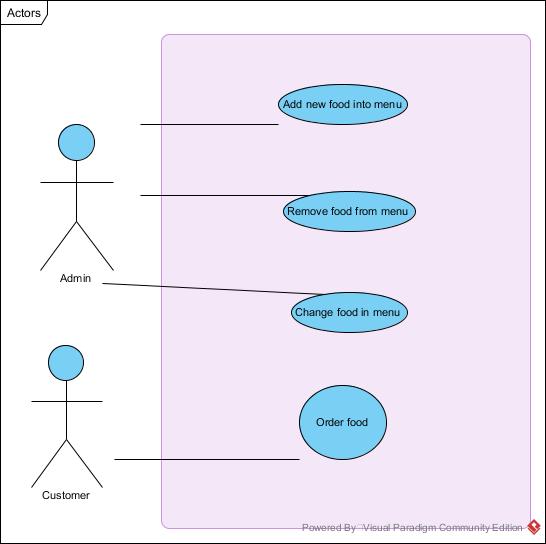 Actors
Add new food into menu
Remove food from menu
Admin
Change food in menu
Order food
Customer
Powered By Visual Paradigm Community Edition